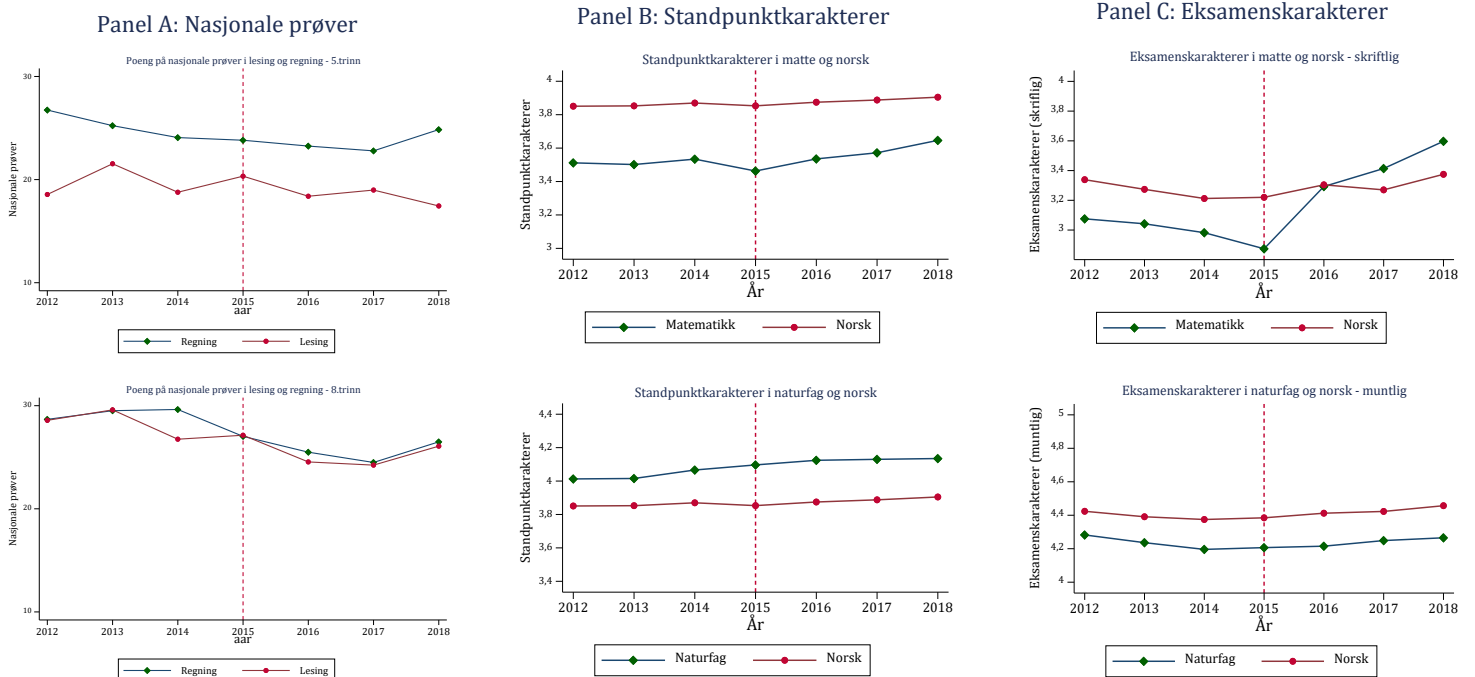 Panel A: Nasjonale prøver
Poeng på nasjonale prøver i lesing og regning - 5.trinn
Nasjonale prøver
30
20
10
2012 2013 2014 2015 2016 2017 2018
aar
Regning Lesing
Poeng på nasjonale prøver i lesing og regning - 8.trinn
Nasjonale prøver
30
20
10
2012 2013 2014 2015 2016 2017 2018
aar
Regning Lesing
Panel B: Standpunktkarakterer
Standpunktkarakterer i matte og norsk
Standpunktkarakterer
4
3,8
3,6
3,4
3,2
3
2012 2013 2014 2015 2016 2017 2018
År
Matematikk Norsk
Standpunktkarakterer i naturfag og norsk
Standpunktkarakterer
4,4
4,2
4
3,8
3,6
3,4
2012 2013 2014 2015 2016 2017 2018
År
Naturfag Norsk
Panel C: Eksamenskarakterer
Eksamenskarakterer i matte og norsk - skriftlig
Eksamenskarakterer (skriflig)
4
3,8
3,6
3,4
3,2
3
2012 2013 2014 2015 2016 2017 2018
År
Matematikk Norsk
Eksamenskarakterer i naturfag og norsk - muntlig
Eksamenskarakterer (muntlig)
5
4,8
4,6
4,4
4,2
4
2012 2013 2014 2015 2016 2017 2018
År
Naturfag Norsk